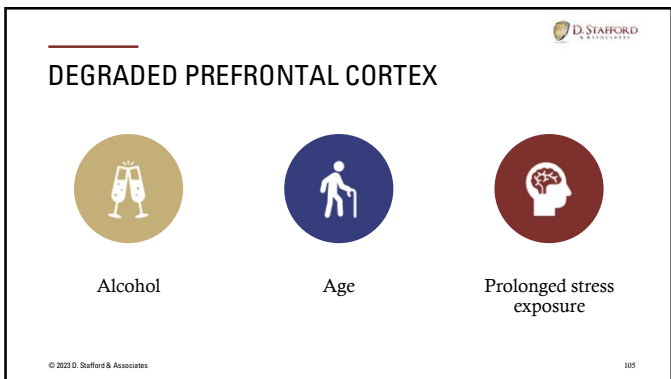 D. STAFFORD
& ASSOCIATES
DEGRADED PREFRONTAL CORTEX
Alcohol
Age
Prolonged stress
exposure
© 2023 D. Stafford & Associates
105